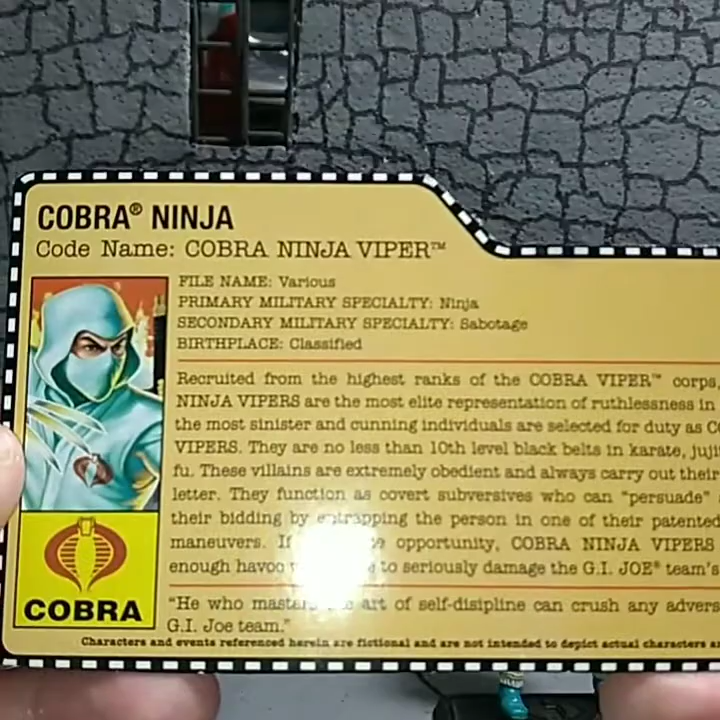 COBRA® NINJA
Code Name: COBRA NINJA VIPER™
FILE NAME: Various
PRIMARY MILITARY SPECIALTY: Ninja
SECONDARY MILITARY SPECIALTY: Sabotage
BIRTHPLACE: Classified
Recruited from the highest ranks of the COBRA VIPER™ corps,
NINJA VIPERS are the most elite representation of ruthlessness in
the most sinister and cunning individuals are selected for duty as
VIPERS. They are no less than 10th level black belts in karate,
fu. These villains are extremely obedient and always carry out their
letter. They function as covert subversives who can "persuade"
their bidding by entrapping the person in one of their patented
maneuvers. opportunity, COBRA NINJA VIPERS
enough havoc to seriously damage the G.I. JOE® team's
"He who masters art of self-disipline can crush any
G.I. Joe team."
Characters and events referenced herein are fictional and are not intended to depict actual characters
COBRA